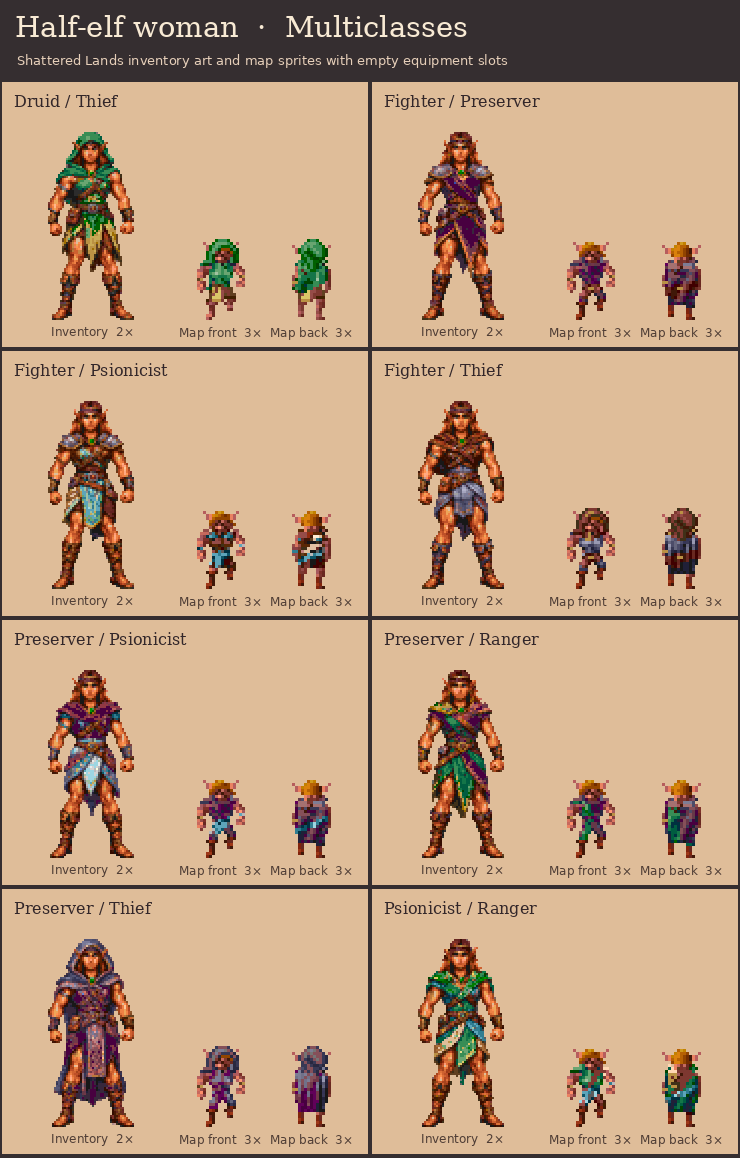 Half-elf woman · Multiclasses
Shattered Lands inventory art and map sprites with empty equipment slots
Druid / Thief
Inventory 2×
Map front 3×
Map back 3×
Fighter / Preserver
Inventory 2×
Map front 3×
Map back 3×
Fighter / Psionicist
Inventory 2×
Map front 3×
Map back 3×
Fighter / Thief
Inventory 2×
Map front 3×
Map back 3×
Preserver / Psionicist
Inventory 2×
Map front 3×
Map back 3×
Preserver / Ranger
Inventory 2×
Map front 3×
Map back 3×
Preserver / Thief
Inventory 2×
Map front 3×
Map back 3×
Psionicist / Ranger
Inventory 2×
Map front 3×
Map back 3×